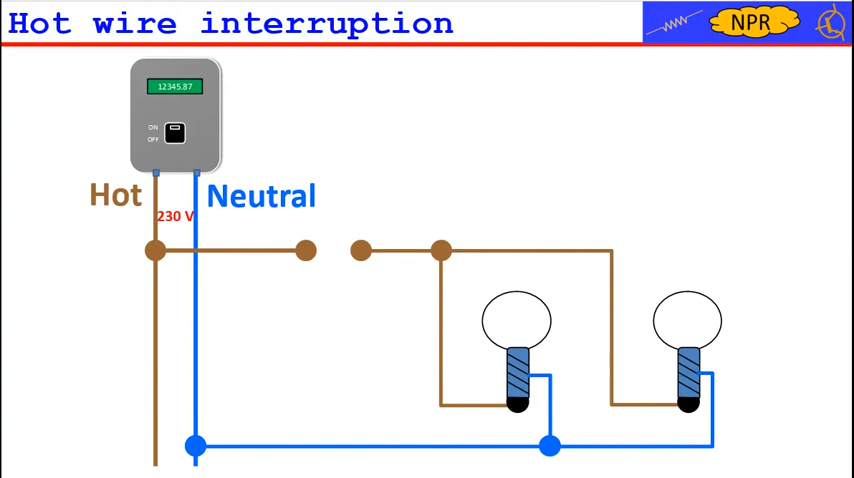 Hot wire interruption
NPR
12345.87
ON
OFF
Hot
Neutral
230 V